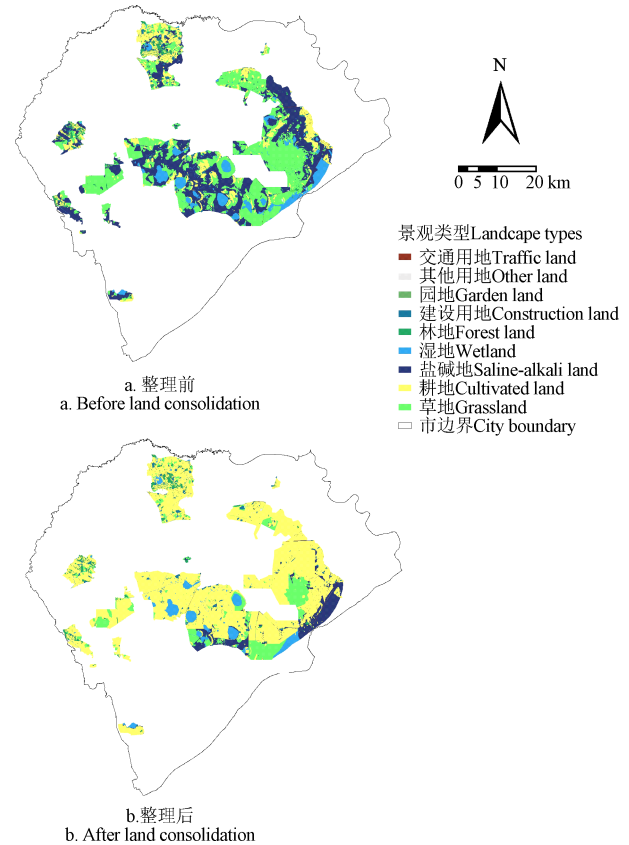 N
0 5 10 20 km
景观类型Landcape types
交通用地Traffic land
其他用地Other land
园地Garden land
建设用地Construction land
林地Forest land
湿地Wetland
盐碱地Saline-alkali land
耕地Cultivated land
草地Grassland
市边界City boundary
a. 整理前
a. Before land consolidation
b.整理后
b. After land consolidation